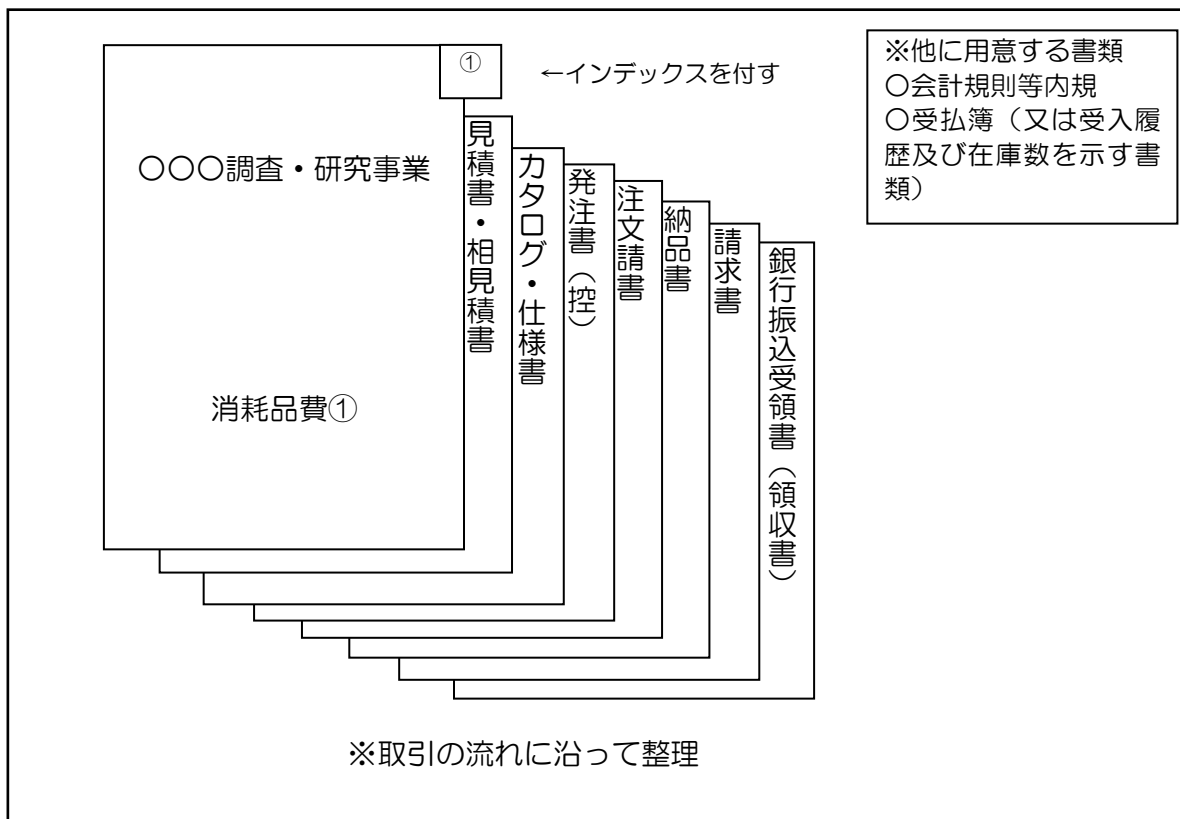 ①
←インデックスを付す
〇〇〇調査・研究事業
消耗品費①
見積書・相見積書
カタログ・仕様書
発注書（控）
注文請書
納品書
請求書
銀行振込受領書（領収書）
※他に用意する書類
〇会計規則等内規
〇受払簿（又は受入履
歴及び在庫数を示す書
類）
※取引の流れに沿って整理